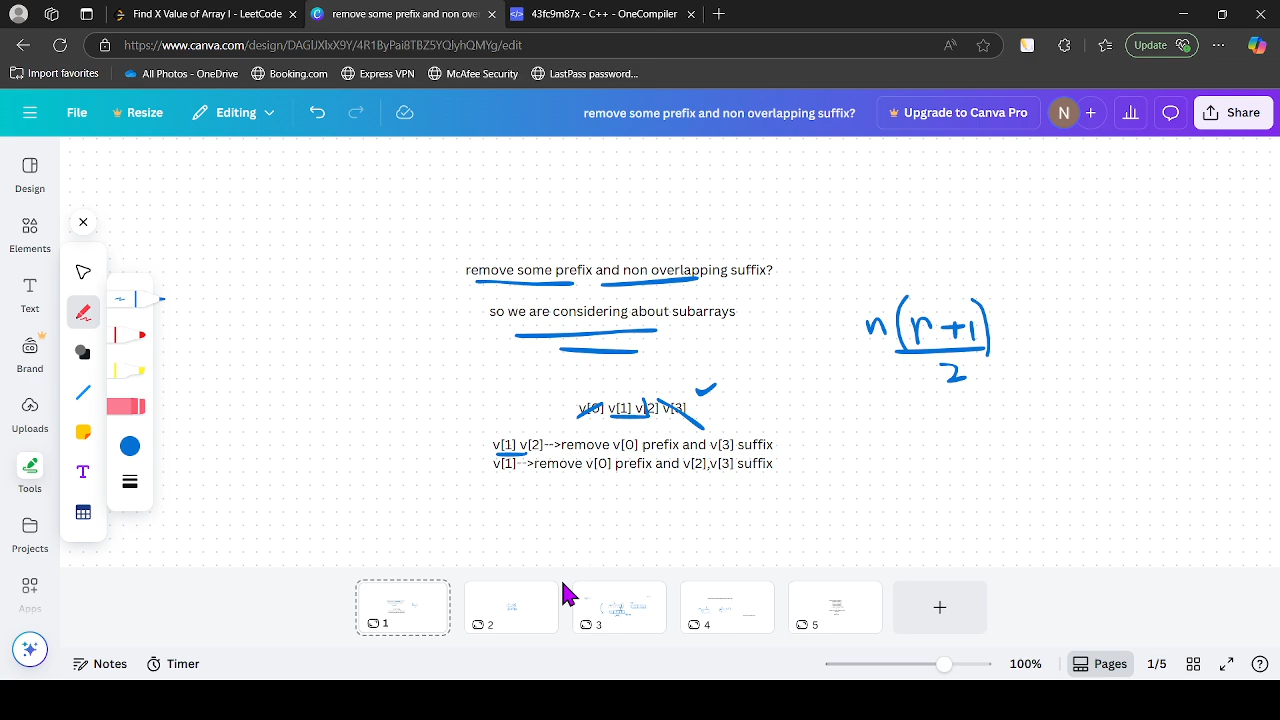 Find X Value of Array I - LeetCode
remove some prefix and non over
43fc9m87x - C++ - OneCompiler
https://www.canva.com/design/DAGlJXlxX9Y/4R1ByPai8TBZ5YQlyhQMYg/edit
Update
Import favorites
All Photos - OneDrive
Booking.com
Express VPN
McAfee Security
LastPass password...
File
Resize
Editing
remove some prefix and non overlapping suffix?
Upgrade to Canva Pro
N
Share
Design
Elements
Text
Brand
Uploads
Tools
Projects
Apps
remove some prefix and non overlapping suffix?
so we are considering about subarrays
n(n+1)
2
v[0] v[1] v[2] v[3]
v[1] v[2]-->remove v[0] prefix and v[3] suffix
v[1]-->remove v[0] prefix and v[2],v[3] suffix
1
2
3
4
5
Notes
Timer
100%
Pages
1/5